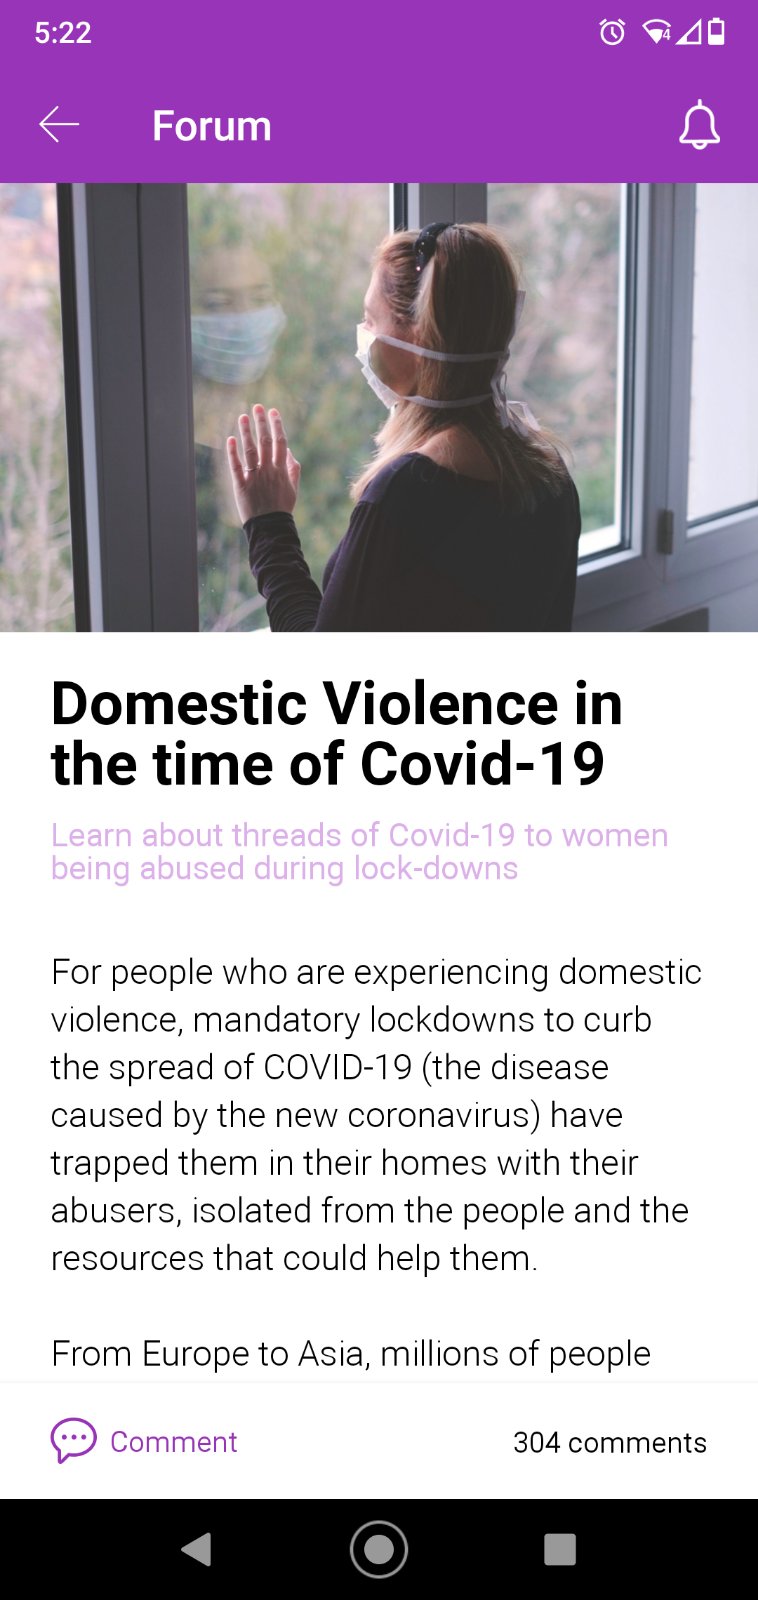 5:22
4
Forum
Domestic Violence in
the time of Covid-19
Learn about threads of Covid-19 to women
being abused during lock-downs
For people who are experiencing domestic
violence, mandatory lockdowns to curb
the spread of COVID-19 (the disease
caused by the new coronavirus) have
trapped them in their homes with their
abusers, isolated from the people and the
resources that could help them.
From Europe to Asia, millions of people
Comment
304 comments